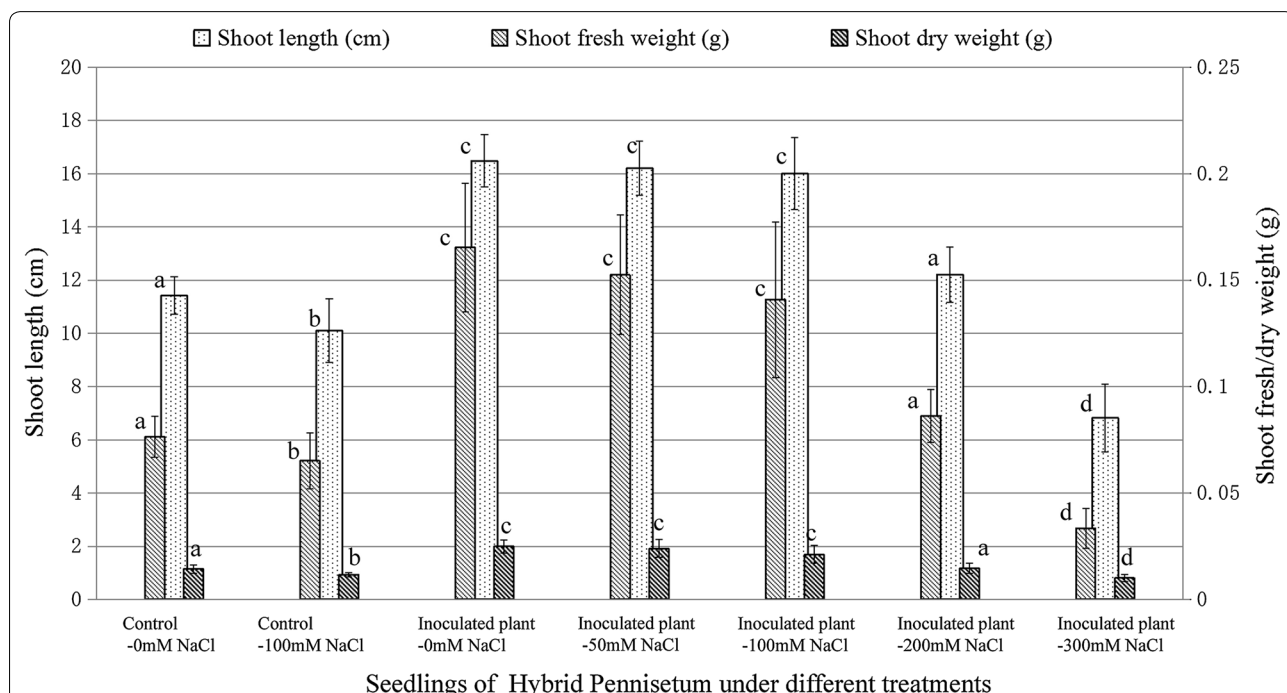 Shoot length (cm) Shoot fresh weight (g) Shoot dry weight (g)
20 0.25
18
16 0.2
14
12 0.15
10
8 0.1
6
4 0.05
2
0 0
Shoot length (cm)
Shoot fresh/dry weight (g)
a a a
b b b
c c c
c c c
c c c
a a a
d d d
Control Control Inoculated plant Inoculated plant Inoculated plant Inoculated plant Inoculated plant
-0mM NaCl -100mM NaCl -0mM NaCl -50mM NaCl -100mM NaCl -200mM NaCl -300mM NaCl
Seedlings of Hybrid Pennisetum under different treatments